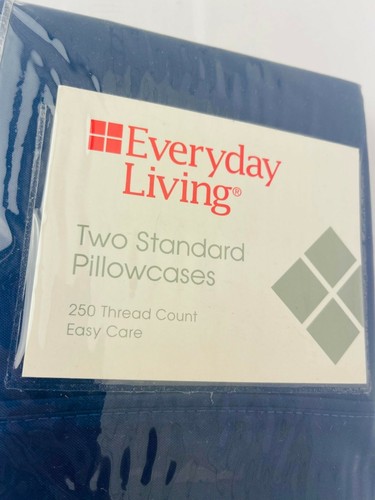 Everyday
Living®
Two Standard
Pillowcases
250 Thread Count
Easy Care